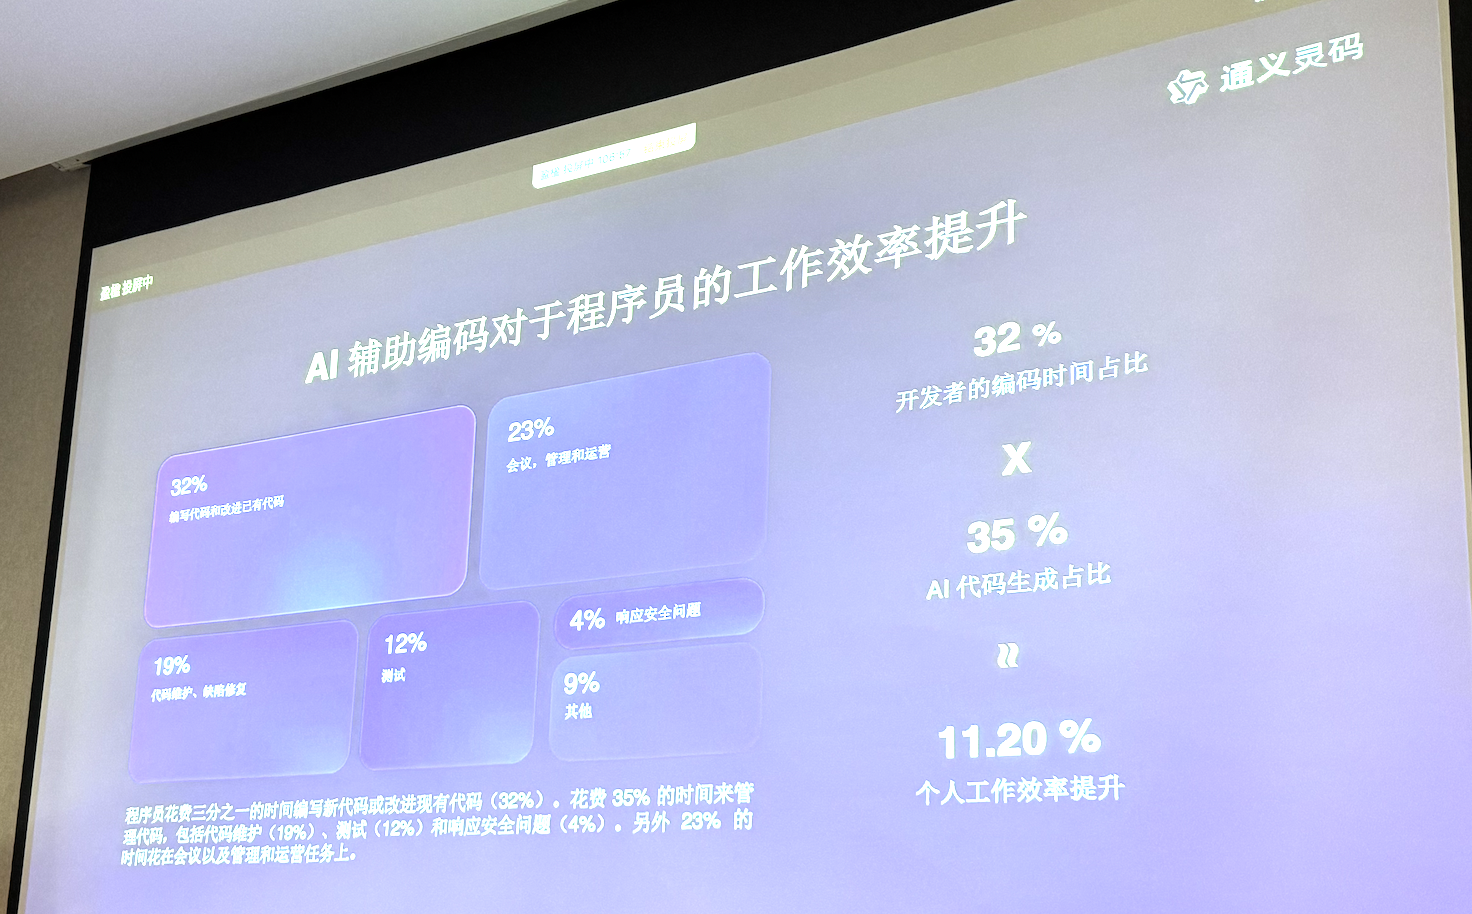 通义灵码
投屏中
AI 辅助编码对于程序员的工作效率提升
32%
编写代码和改进已有代码
23%
会议，管理和运营
19%
代码维护、缺陷修复
12%
测试
4% 响应安全问题
9%
其他
程序员花费三分之一的时间编写新代码或改进现有代码（32%）。花费 35% 的时间来管
理代码，包括代码维护（19%）、测试（12%）和响应安全问题（4%）。另外 23% 的
时间花在会议以及管理和运营任务上。
32 %
开发者的编码时间占比
X
35 %
AI 代码生成占比
≈
11.20 %
个人工作效率提升